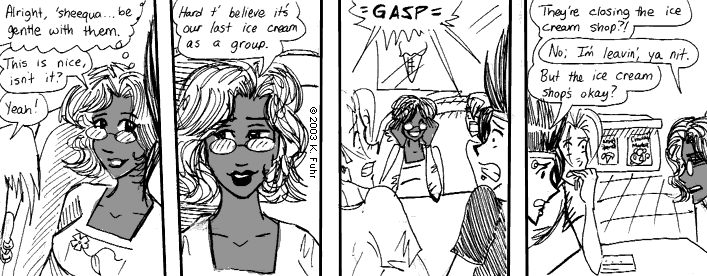 Alright, 'sheequa... be
gentle with them.
This is nice,
isn't it?
Yeah!
Hard t' believe it's
our last ice cream
as a group.
© 2003 K. Fuhr
=GASP=
They're closing the ice
cream shop?!
No; I'm leavin', ya nit.
But the ice cream
shop's okay?